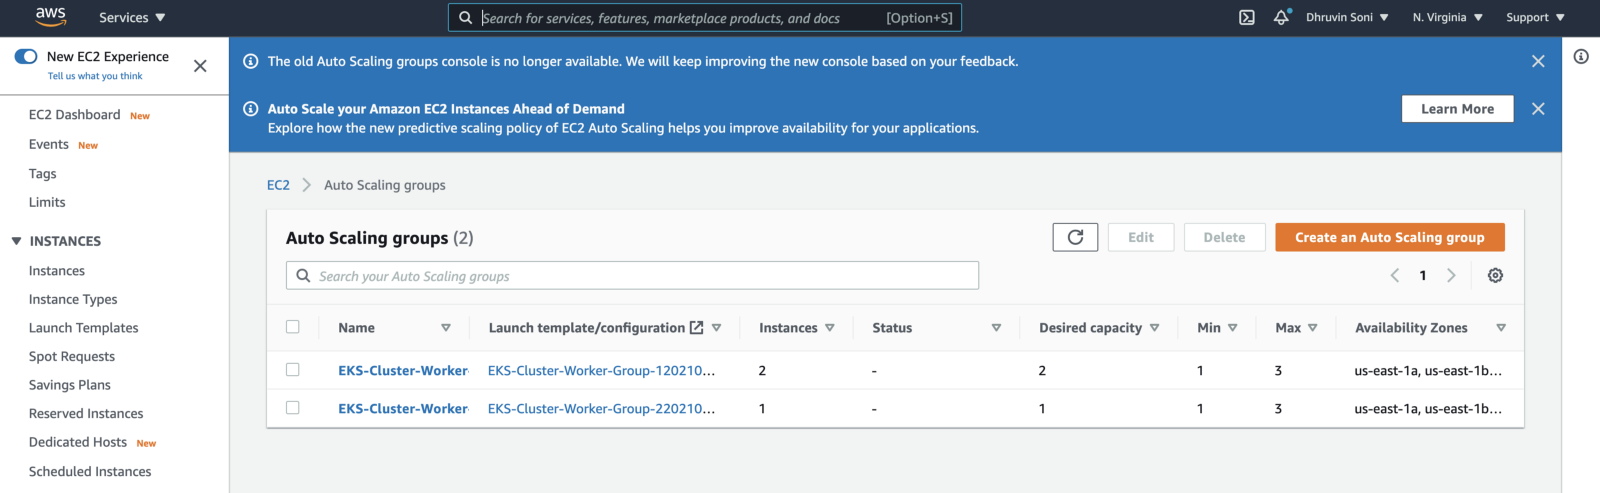 aws Services Search for services, features, marketplace products, and docs [Option+S] Dhruvin Soni N. Virginia Support
New EC2 Experience
Tell us what you think
EC2 Dashboard New
Events New
Tags
Limits
INSTANCES
Instances
Instance Types
Launch Templates
Spot Requests
Savings Plans
Reserved Instances
Dedicated Hosts New
Scheduled Instances
The old Auto Scaling groups console is no longer available. We will keep improving the new console based on your feedback.
Auto Scale your Amazon EC2 Instances Ahead of Demand
Explore how the new predictive scaling policy of EC2 Auto Scaling helps you improve availability for your applications.
Learn More
EC2 Auto Scaling groups
Auto Scaling groups (2) Edit Delete Create an Auto Scaling group
Search your Auto Scaling groups 1
Name Launch template/configuration Instances Status Desired capacity Min Max Availability Zones
EKS-Cluster-Worker- EKS-Cluster-Worker-Group-120210... 2 - 2 1 3 us-east-1a, us-east-1b...
EKS-Cluster-Worker- EKS-Cluster-Worker-Group-220210... 1 - 1 1 3 us-east-1a, us-east-1b...